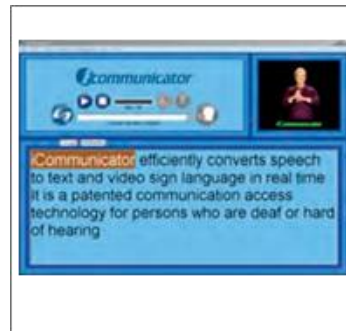 iCommunicator
iCommunicator efficiently converts speech
to text and video sign language in real time
it is a patented communication access
technology for persons who are deaf or hard
of hearing